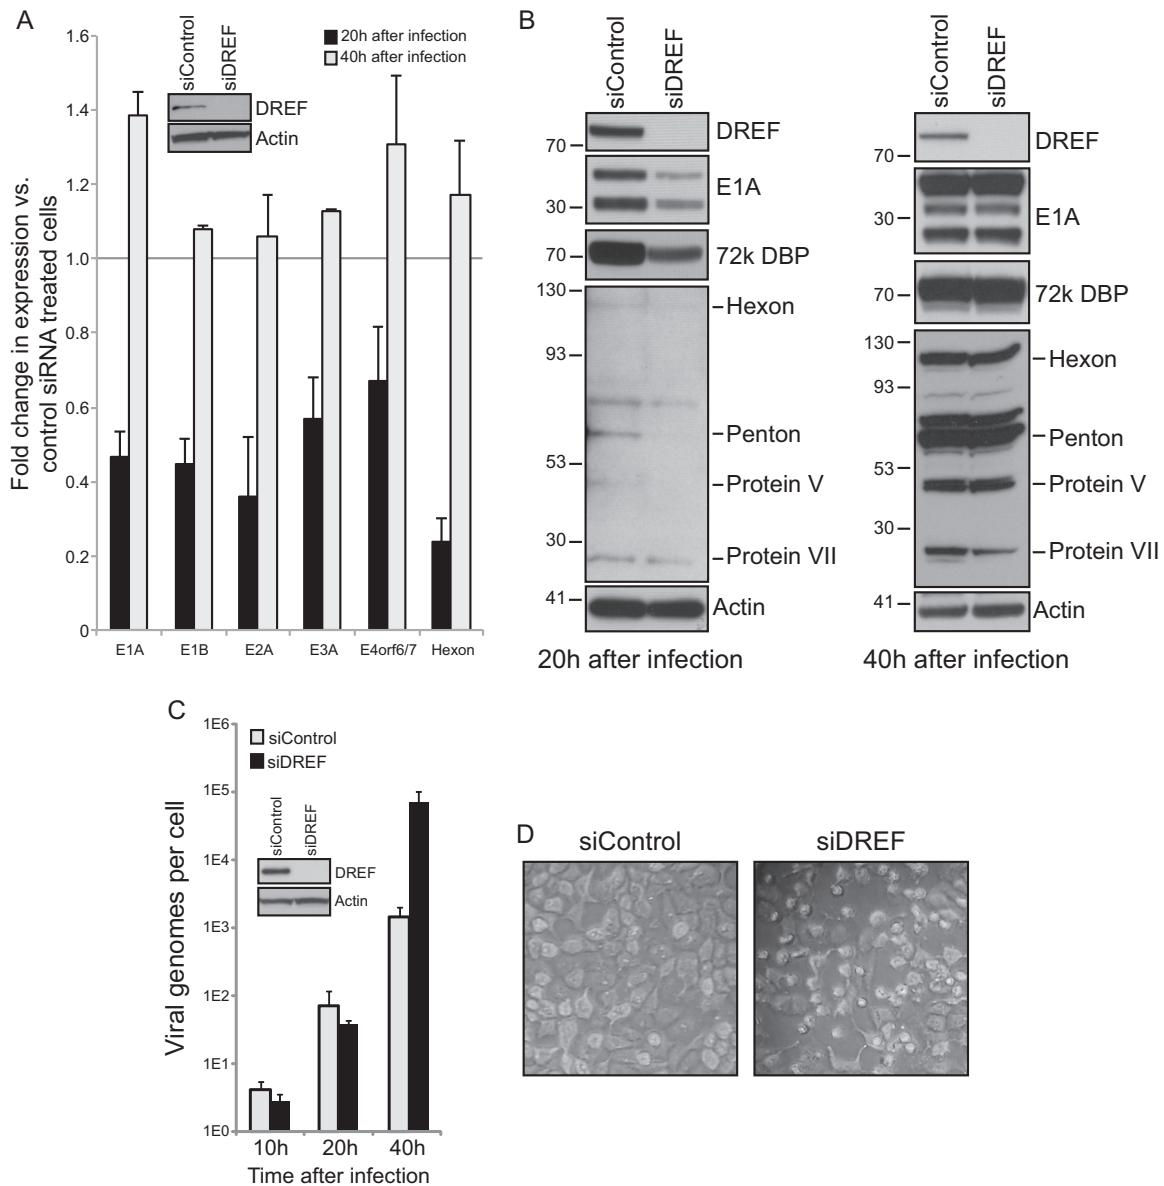 A
Fold change in expression vs.
control siRNA treated cells
1.6
1.4
1.2
1.0
0.8
0.6
0.4
0.2
0
siControl
siDREF
DREF
Actin
20h after infection
40h after infection
E1A E1B E2A E3A E4orf6/7 Hexon
B
siControl
siDREF
70
DREF
E1A
30
70
72k DBP
130
Hexon
93
Penton
53
Protein V
30
Protein VII
41
Actin
20h after infection
siControl
siDREF
DREF
70
30
E1A
70
72k DBP
130
Hexon
93
Penton
53
Protein V
30
Protein VII
41
Actin
40h after infection
C
Viral genomes per cell
1E6
1E5
1E4
1E3
1E2
1E1
1E0
siControl
siDREF
siControl
siDREF
DREF
Actin
10h 20h 40h
Time after infection
D
siControl
siDREF